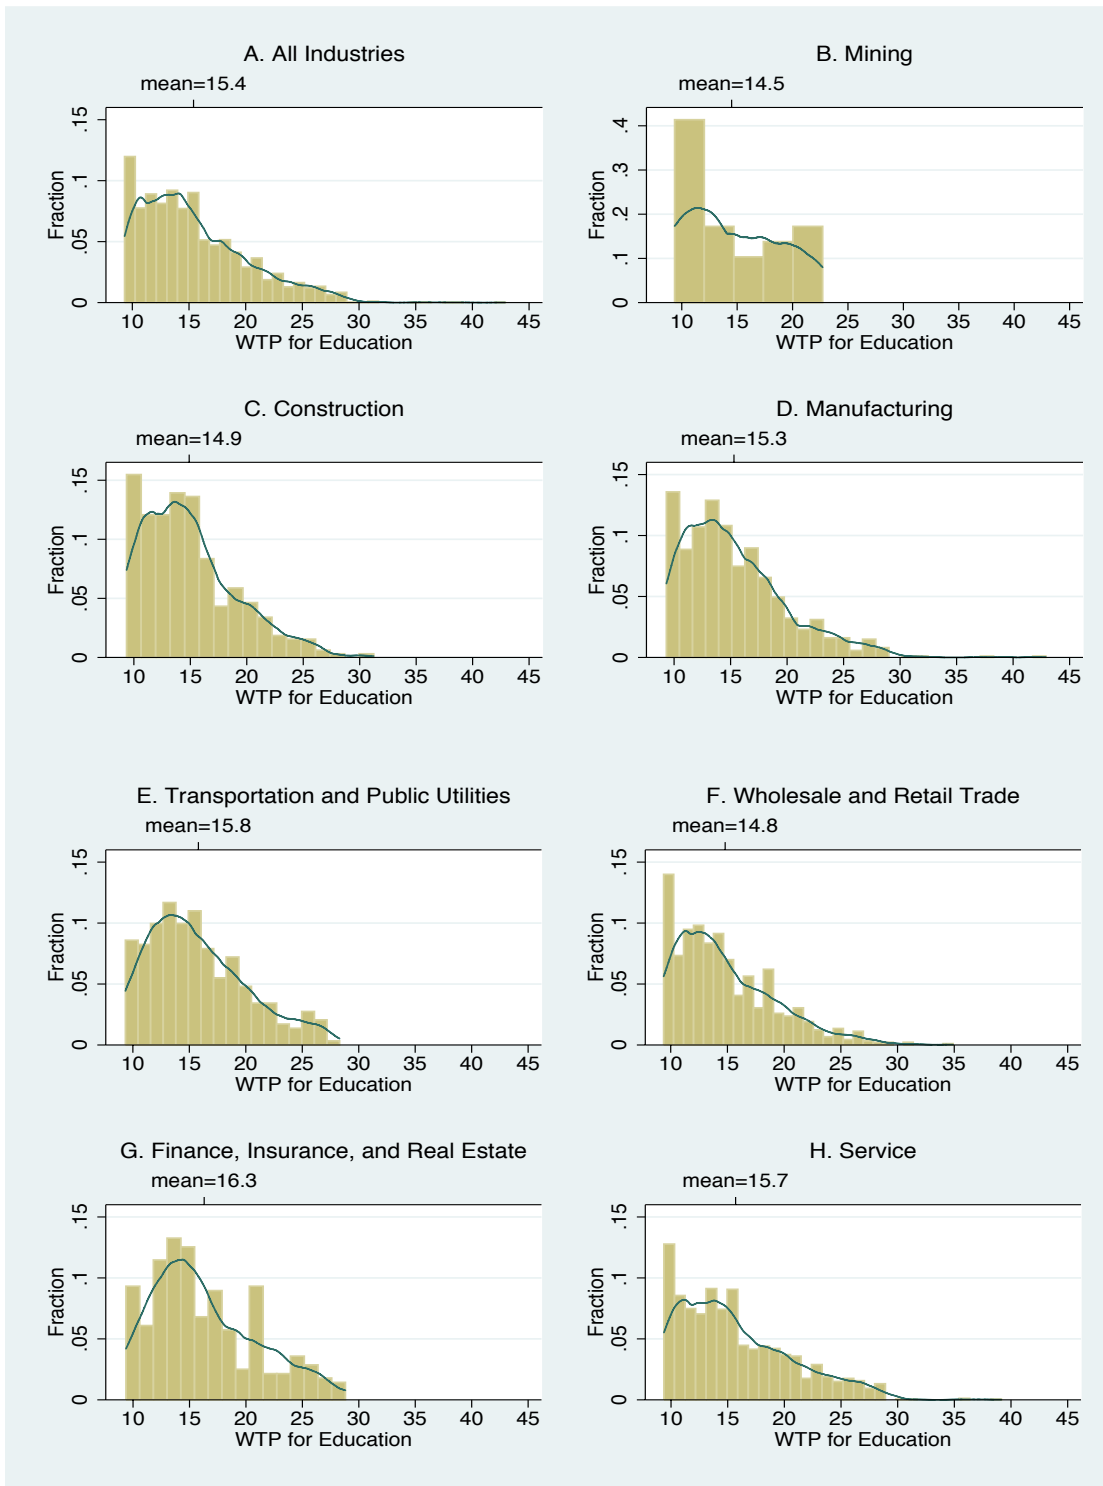 A. All Industries
mean=15.4
Fraction
0 .05 .1 .15
10 15 20 25 30 35 40 45
WTP for Education
B. Mining
mean=14.5
Fraction
0 .1 .2 .3 .4
10 15 20 25 30 35 40 45
WTP for Education
C. Construction
mean=14.9
Fraction
0 .05 .1 .15
10 15 20 25 30 35 40 45
WTP for Education
D. Manufacturing
mean=15.3
Fraction
0 .05 .1 .15
10 15 20 25 30 35 40 45
WTP for Education
E. Transportation and Public Utilities
mean=15.8
Fraction
0 .05 .1 .15
10 15 20 25 30 35 40 45
WTP for Education
F. Wholesale and Retail Trade
mean=14.8
Fraction
0 .05 .1 .15
10 15 20 25 30 35 40 45
WTP for Education
G. Finance, Insurance, and Real Estate
mean=16.3
Fraction
0 .05 .1 .15
10 15 20 25 30 35 40 45
WTP for Education
H. Service
mean=15.7
Fraction
0 .05 .1 .15
10 15 20 25 30 35 40 45
WTP for Education